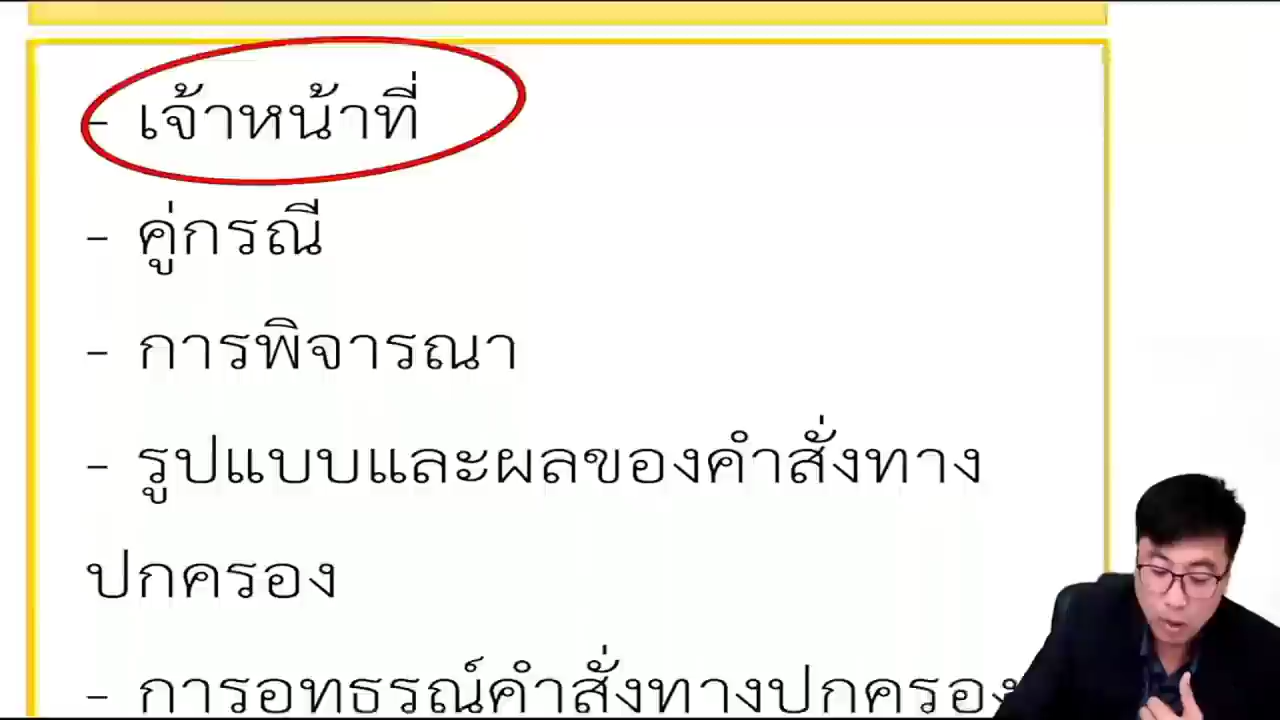 - เจ้าหน้าที่
- คู่กรณี
- การพิจารณา
- รูปแบบและผลของคำสั่งทาง
ปกครอง
- การอุทธรณ์คำสั่งทางปกครอง